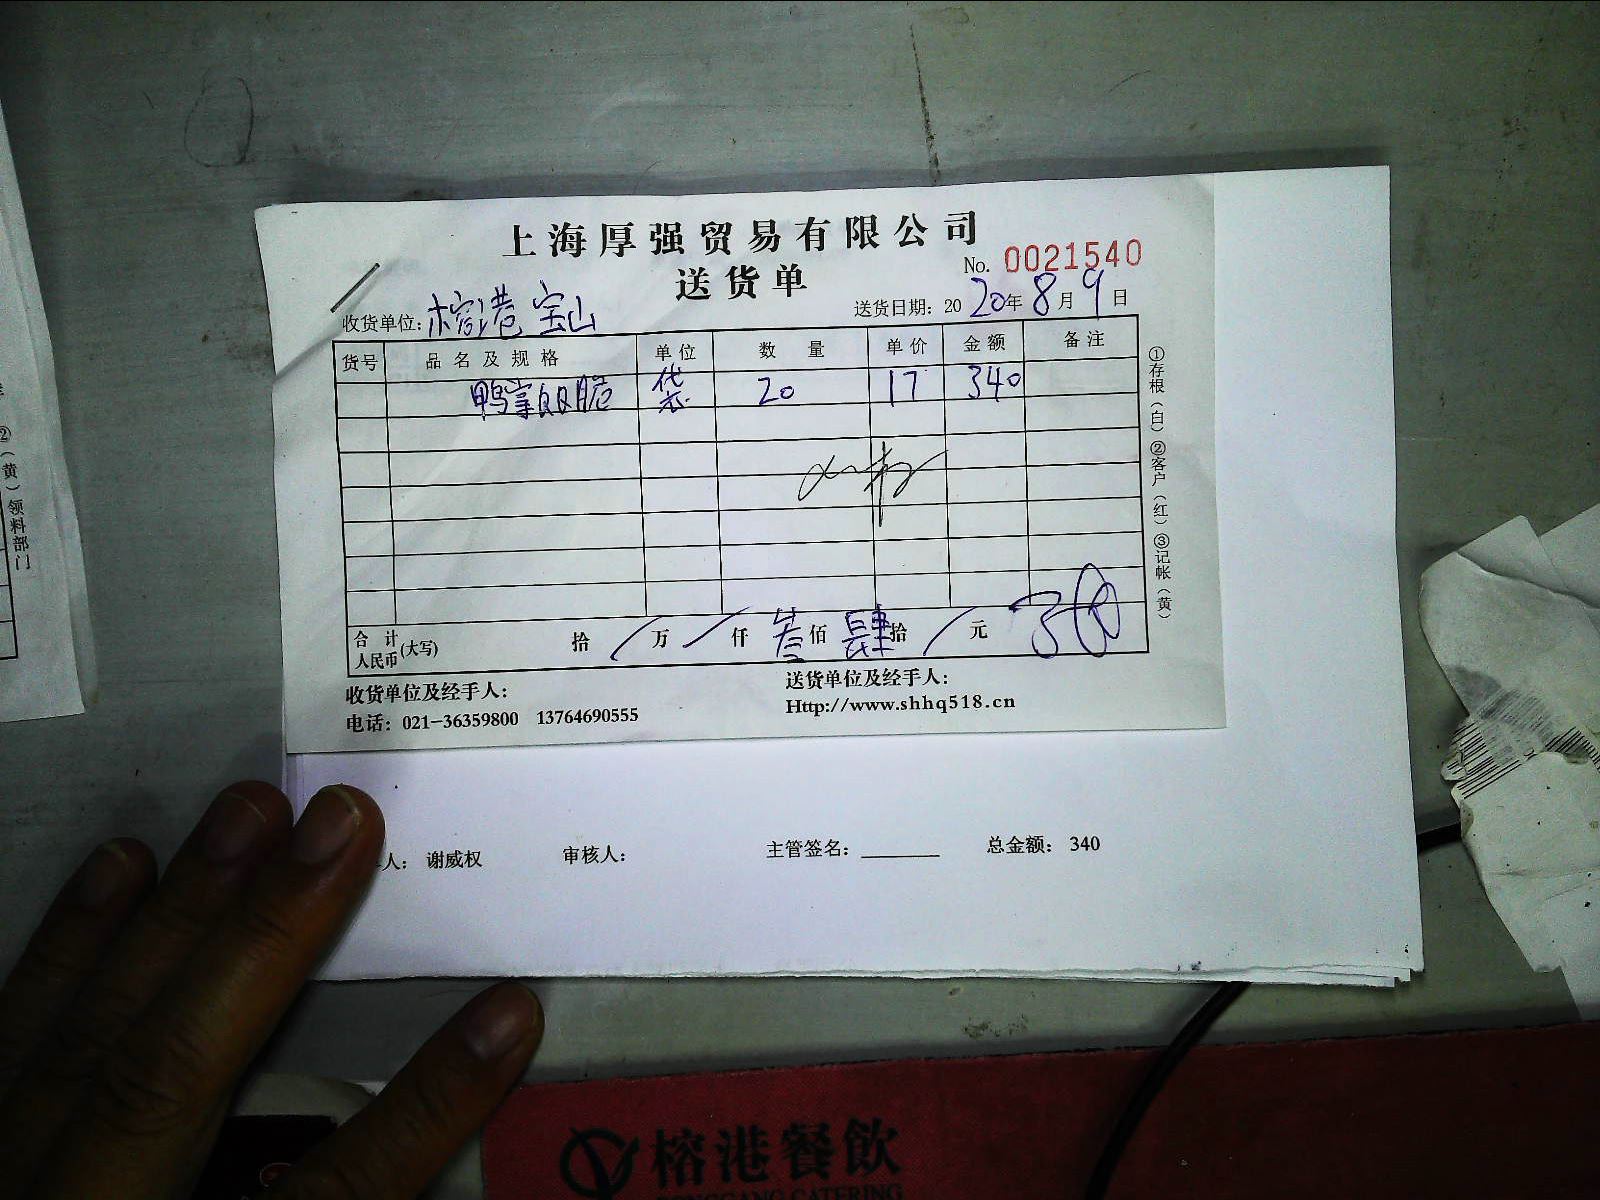 上海厚强贸易有限公司
送货单
No. 0021540
收货单位: 榕港 宝山
送货日期: 2020年8月9日
货号 品名及规格 单位 数量 单价 金额 备注
鸭掌 脆 袋 20 17 340
合计人民币(大写) 拾 / 万 / 仟 叁 佰 肆 拾 / 元 340
收货单位及经手人:
送货单位及经手人:
电话: 021-36359800 13764690555
Http://www.shhq518.cn
①存根(白) ②客户(红) ③记帐(黄)
人: 谢威权 审核人: 主管签名: ________ 总金额: 340
②(黄)领料部门
榕港餐飲
CATERING